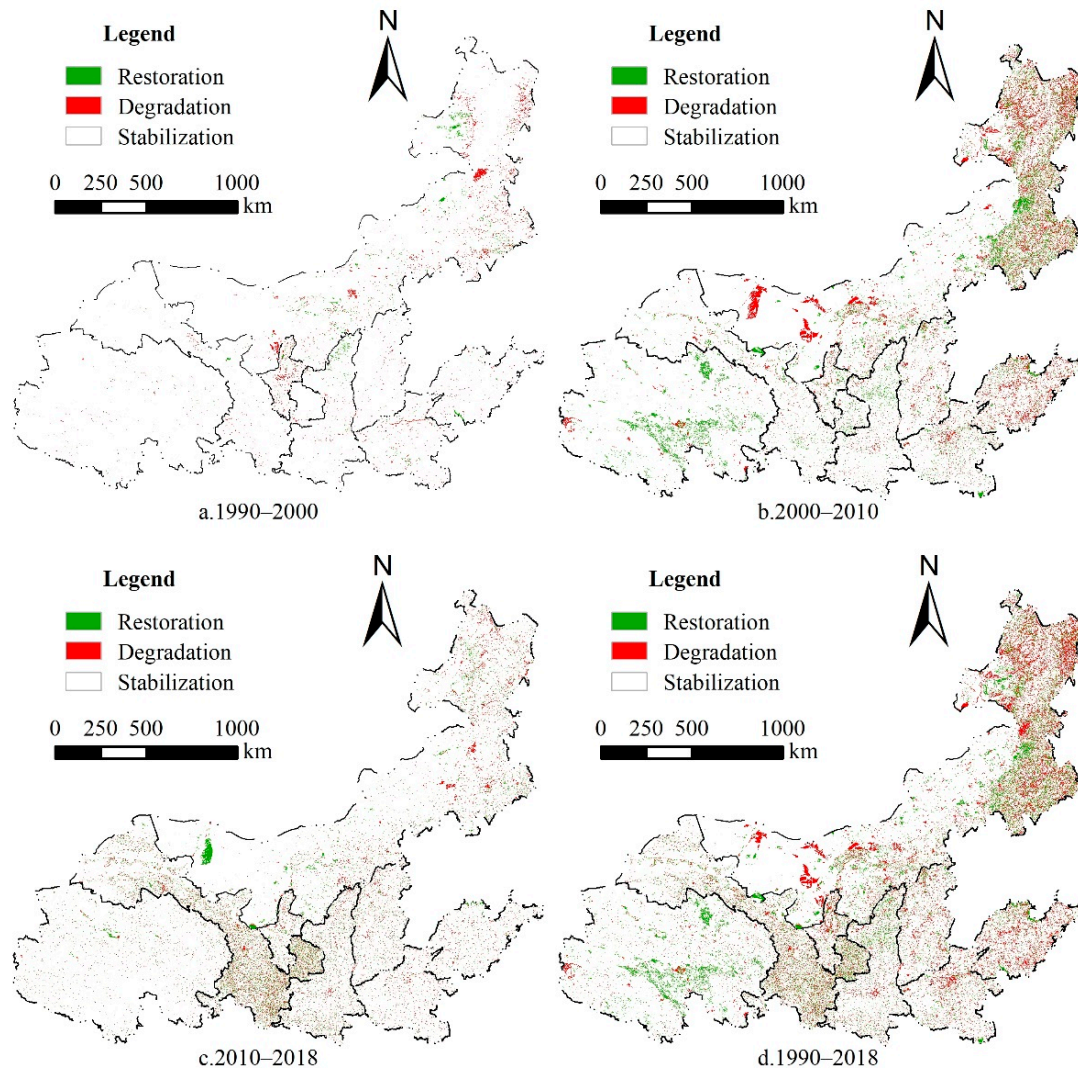 N
Legend
Restoration
Degradation
Stabilization
0 250 500 1000
km
a.1990–2000
N
Legend
Restoration
Degradation
Stabilization
0 250 500 1000
km
b.2000–2010
N
Legend
Restoration
Degradation
Stabilization
0 250 500 1000
km
c.2010–2018
N
Legend
Restoration
Degradation
Stabilization
0 250 500 1000
km
d.1990–2018